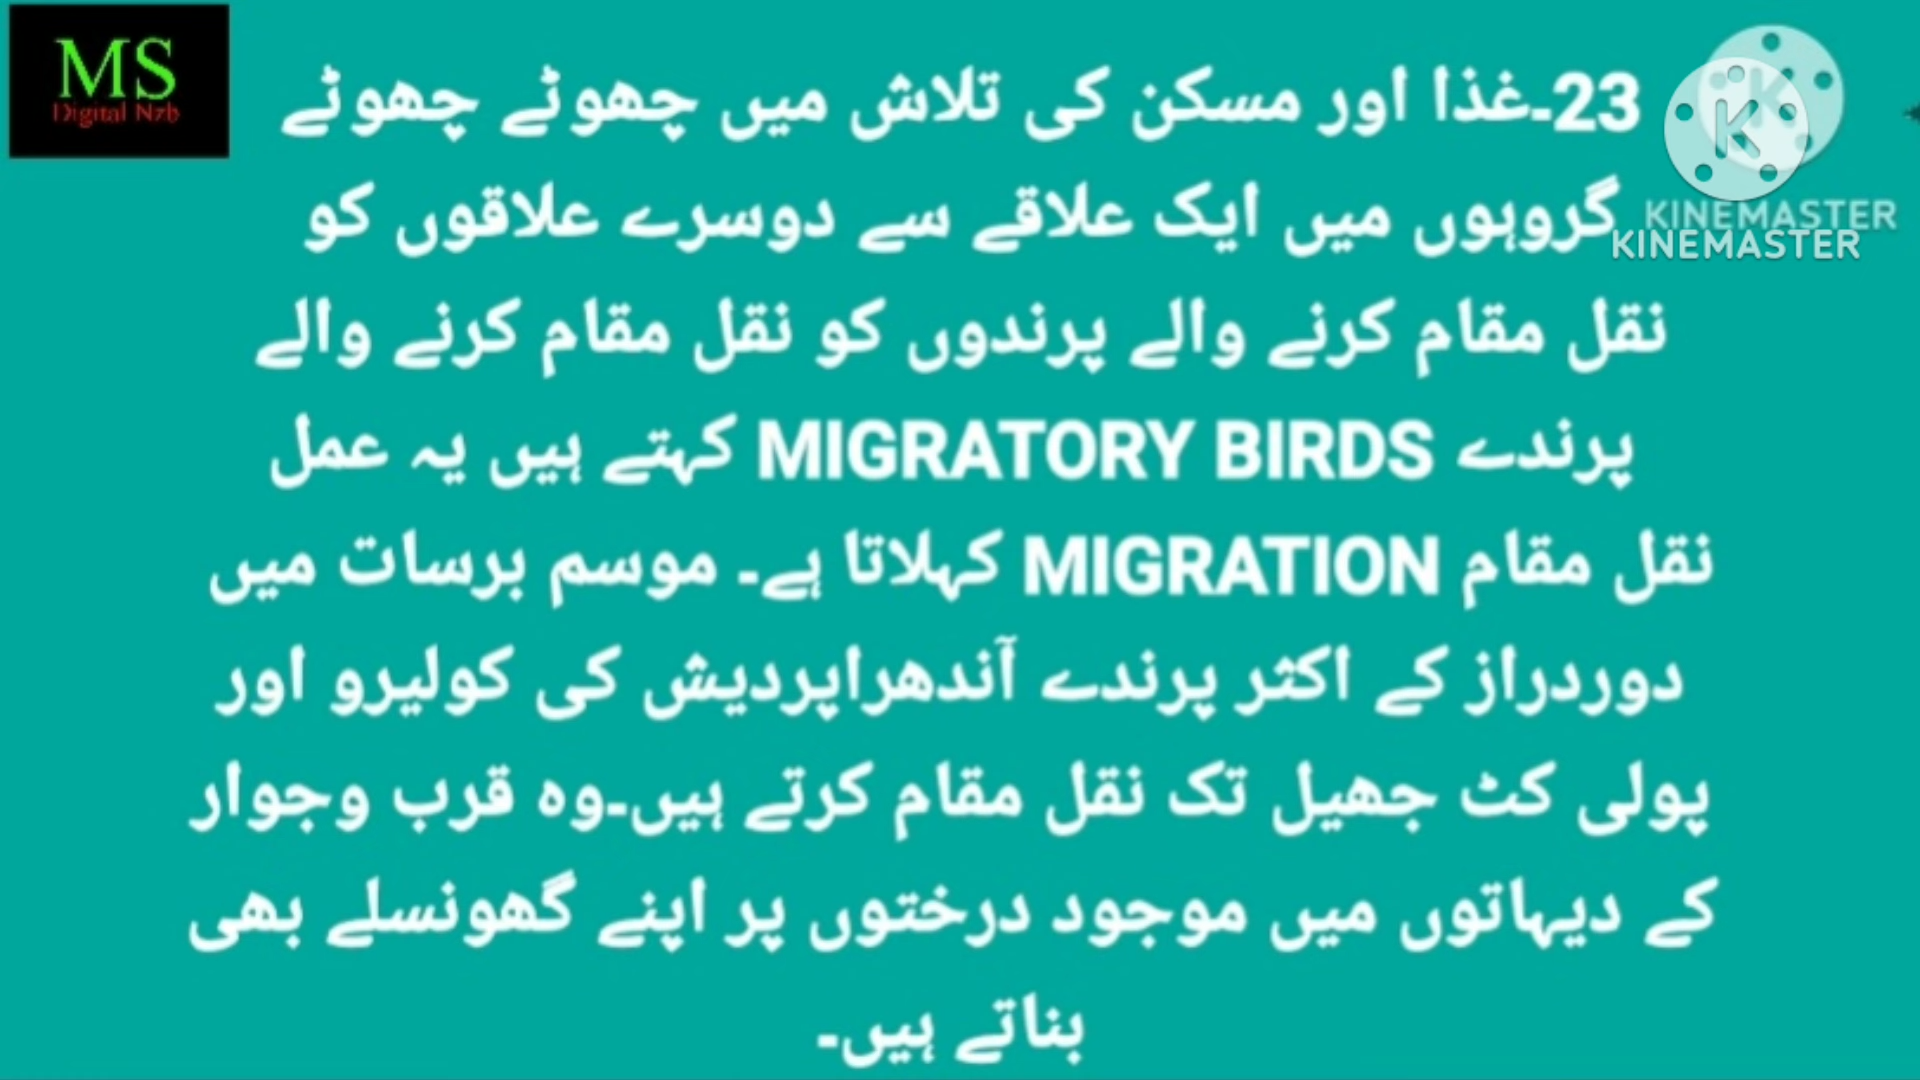 MS
Digital Nzb
KINEMASTER
KINEMASTER
23۔غذا اور مسکن کی تلاش میں چھوٹے چھوٹے
گروہوں میں ایک علاقے سے دوسرے علاقوں کو
نقل مقام کرنے والے پرندوں کو نقل مقام کرنے والے
پرندے MIGRATORY BIRDS کہتے ہیں یہ عمل
نقل مقام MIGRATION کہلاتا ہے۔ موسم برسات میں
دوردراز کے اکثر پرندے آندھراپردیش کی کولیرو اور
پولی کٹ جھیل تک نقل مقام کرتے ہیں۔وہ قرب وجوار
کے دیہاتوں میں موجود درختوں پر اپنے گھونسلے بھی
بناتے ہیں۔